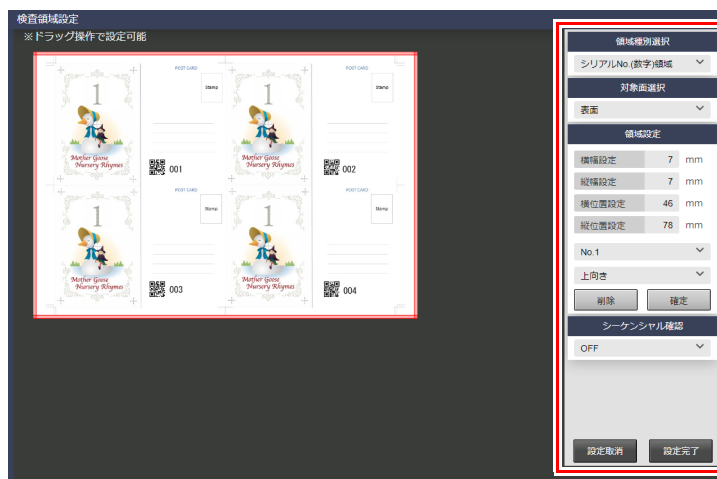 検査領域設定
※ドラッグ操作で設定可能
POST CARD
Stamp
1
Mother Goose
Nursery Rhymes
001
POST CARD
Stamp
1
Mother Goose
Nursery Rhymes
002
POST CARD
Stamp
1
Mother Goose
Nursery Rhymes
003
POST CARD
Stamp
1
Mother Goose
Nursery Rhymes
004
領域種別選択
シリアルNo.(数字)領域
対象面選択
表面
領域設定
横幅設定 7 mm
縦幅設定 7 mm
横位置設定 46 mm
縦位置設定 78 mm
No.1
上向き
削除 確定
シーケンシャル確認
OFF
設定取消 設定完了